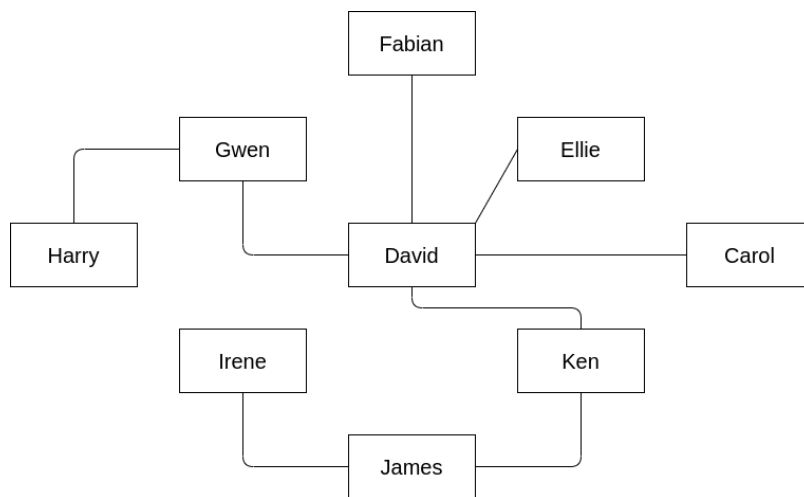 Fabian
Gwen
Ellie
Harry
David
Carol
Irene
Ken
James